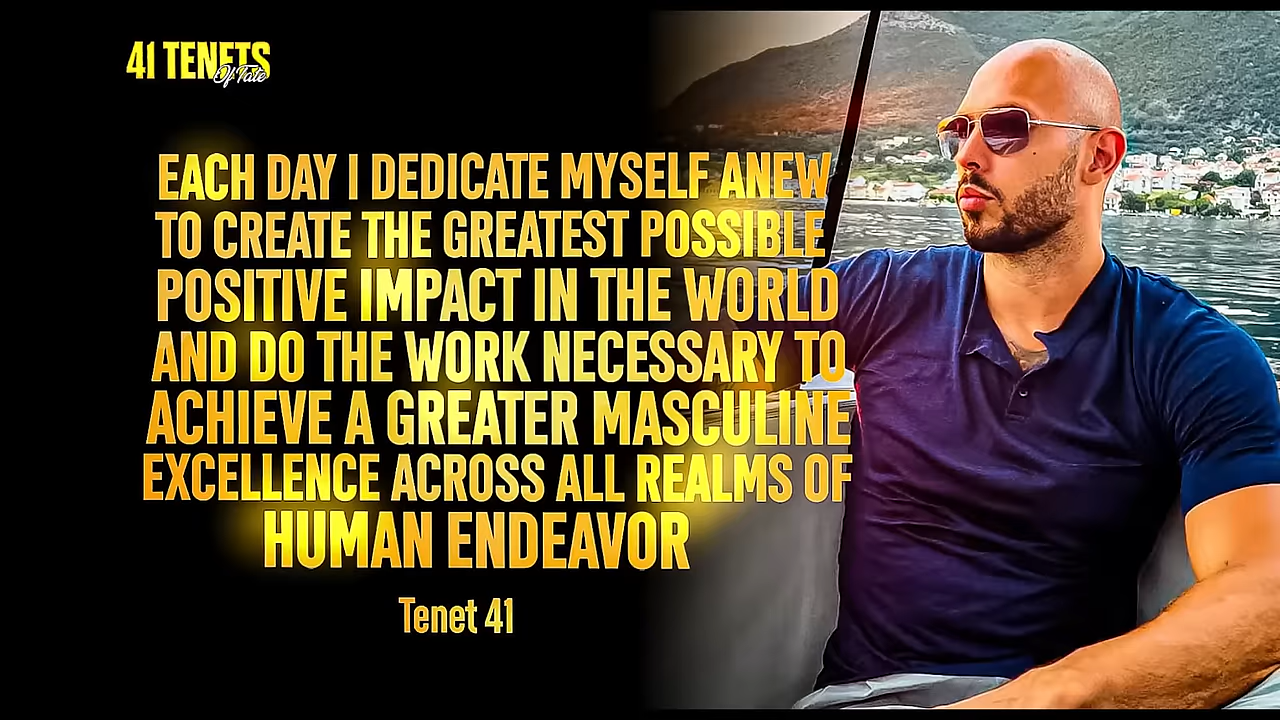 41 TENETS
Of Tate
EACH DAY I DEDICATE MYSELF ANEW
TO CREATE THE GREATEST POSSIBLE
POSITIVE IMPACT IN THE WORLD
AND DO THE WORK NECESSARY TO
ACHIEVE A GREATER MASCULINE
EXCELLENCE ACROSS ALL REALMS OF
HUMAN ENDEAVOR
Tenet 41